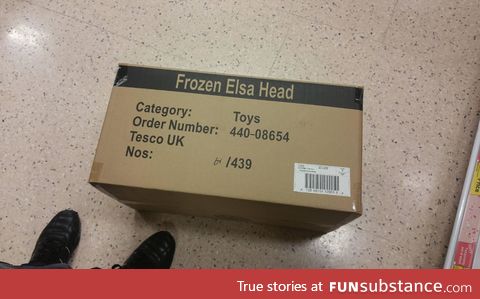 Frozen Elsa Head
Category: Toys
Order Number: 440-08654
Tesco UK
Nos: /439
True stories at FUNsubstance.com